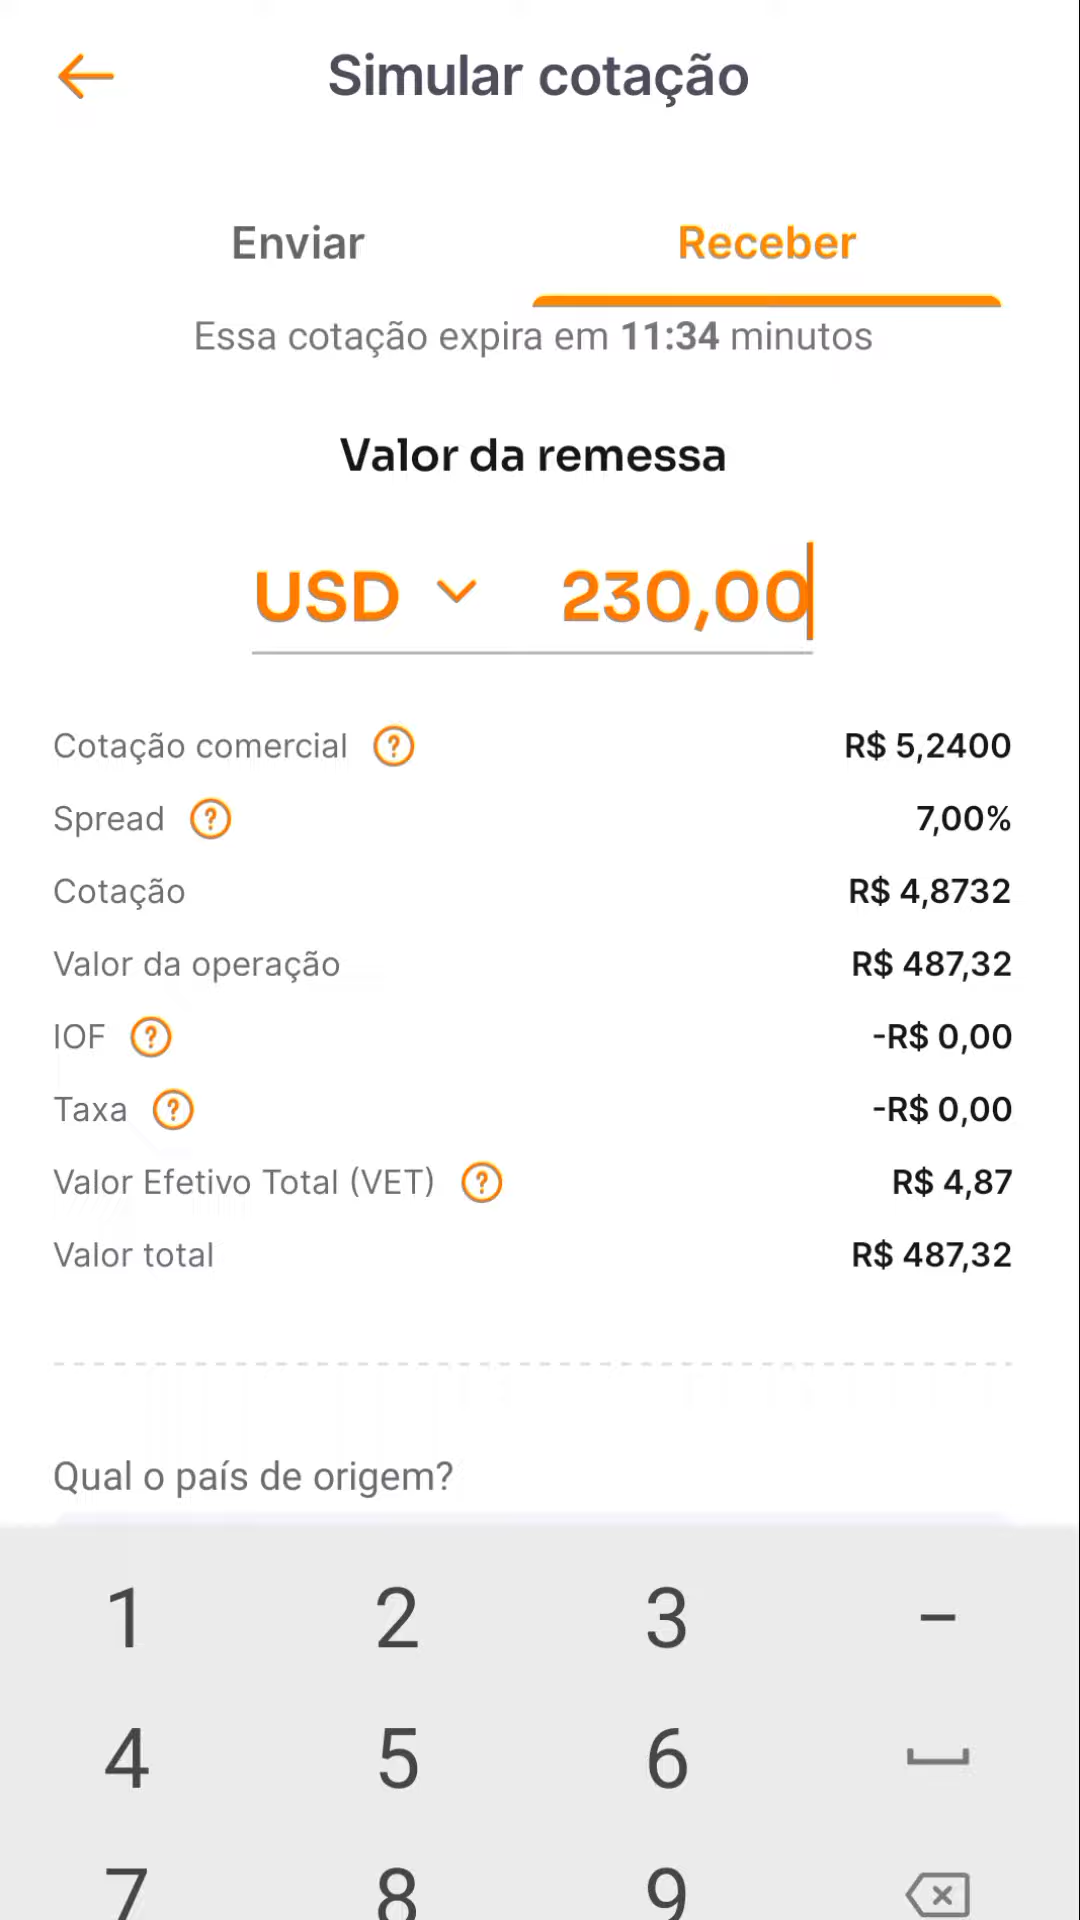 Simular cotação
Enviar Receber
Essa cotação expira em 11:34 minutos
Valor da remessa
USD 230,00
Cotação comercial ? R$ 5,2400
Spread ? 7,00%
Cotação R$ 4,8732
Valor da operação R$ 487,32
IOF ? -R$ 0,00
Taxa ? -R$ 0,00
Valor Efetivo Total (VET) ? R$ 4,87
Valor total R$ 487,32
Qual o país de origem?
1 2 3 -
4 5 6
7 8 9